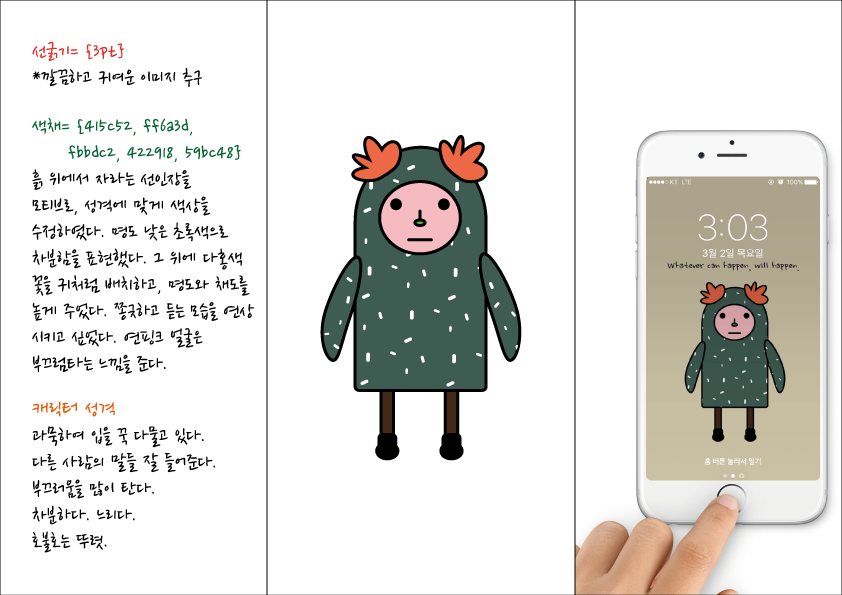 선굵기= {3pt}
*깔끔하고 귀여운 이미지 추구
색채= {415c52, ff6a3d,
fbbdc2, 422918, 59bc48}
흙 위에서 자라는 선인장을
모티브로, 성격에 맞게 색상을
수정하였다. 명도 낮은 초록색으로
차분함을 표현했다. 그 위에 다홍색
꽃을 귀처럼 배치하고, 명도와 채도를
높게 주었다. 쫑긋하고 듣는 모습을 연상
시키고 싶었다. 연핑크 얼굴은
부끄럼타는 느낌을 준다.
캐릭터 성격
과묵하여 입을 꾹 다물고 있다.
다른 사람의 말들 잘 들어준다.
부끄러움을 많이 탄다.
차분하다. 느리다.
호불호는 뚜렷.
KT LTE 100%
3:03
3월 2일 목요일
Whatever can happen, will happen.
홈 버튼 눌러서 열기